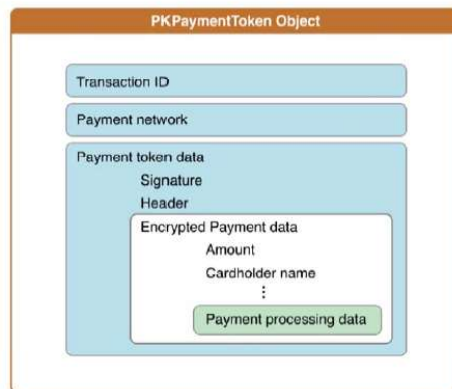 PKPaymentToken Object
Transaction ID
Payment network
Payment token data
Signature
Header
Encrypted Payment data
Amount
Cardholder name
⋮
Payment processing data